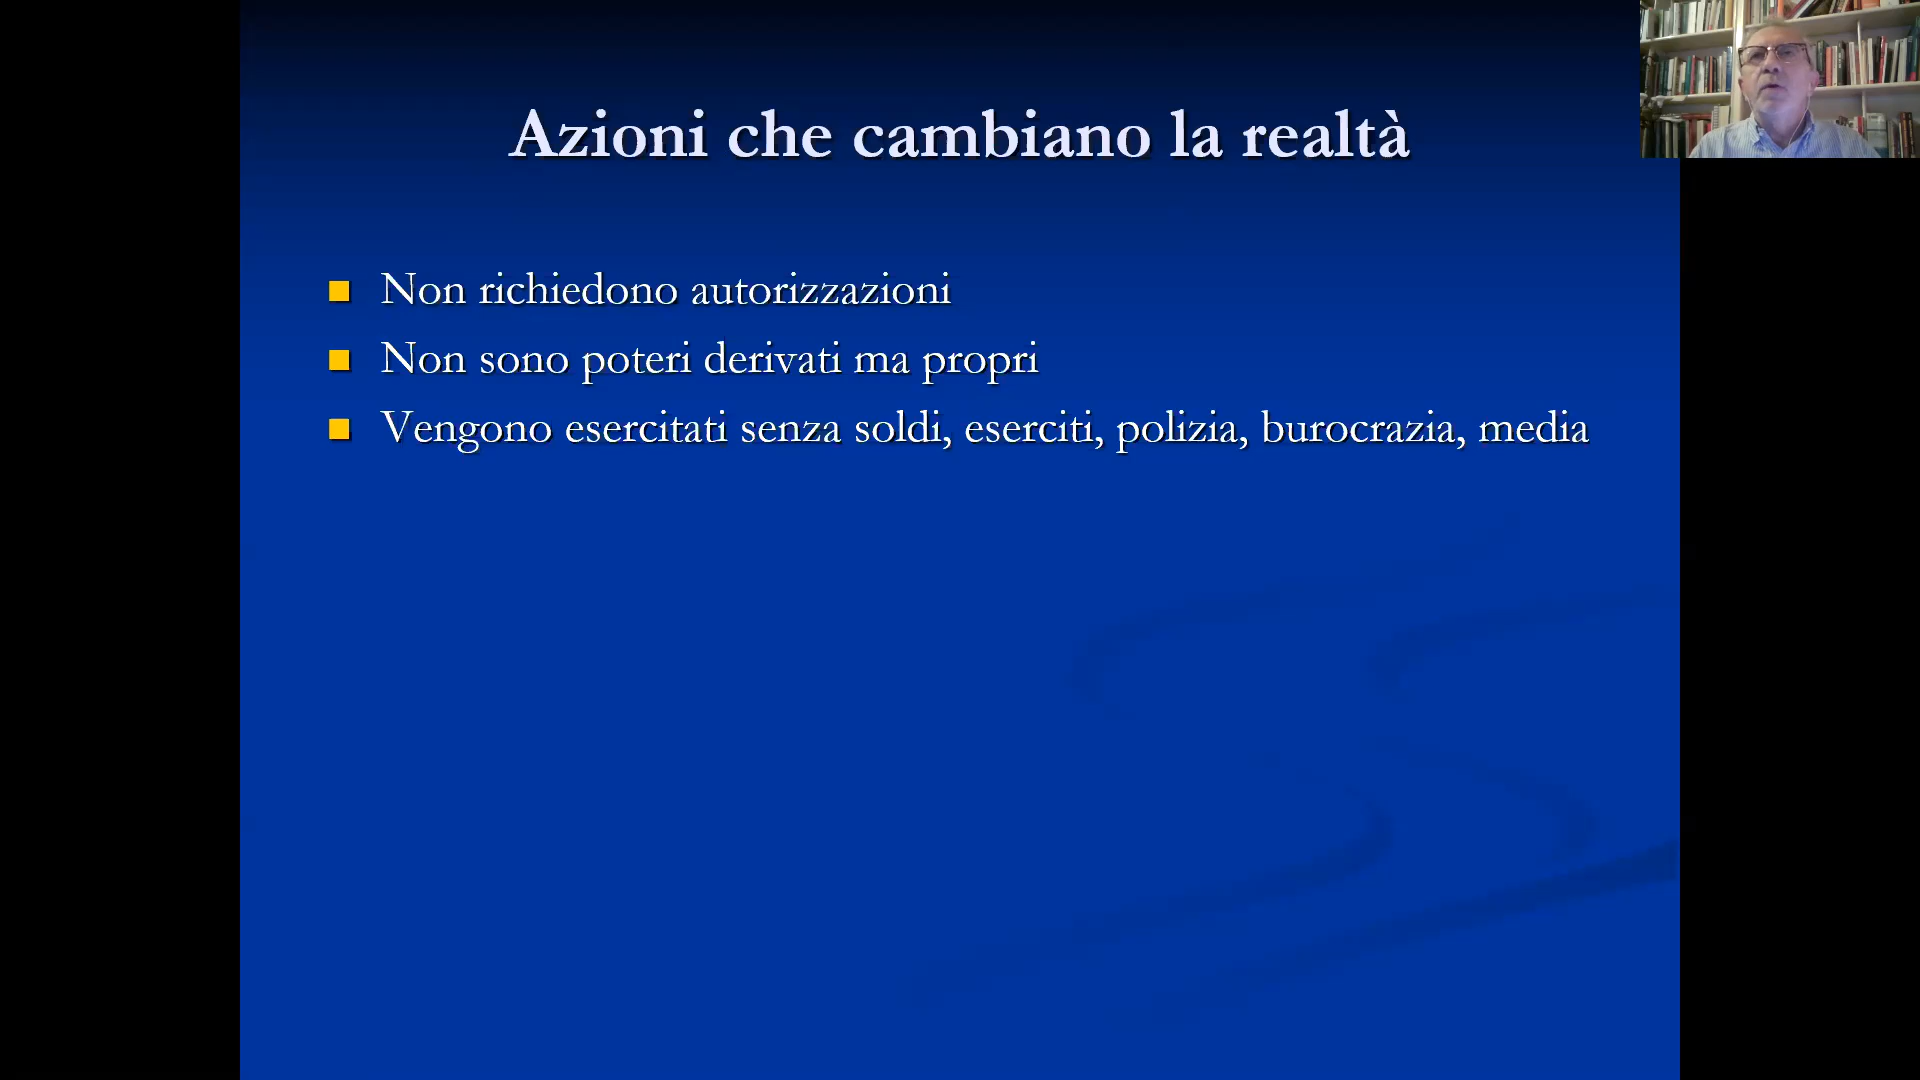 Azioni che cambiano la realtà
Non richiedono autorizzazioni
Non sono poteri derivati ma propri
Vengono esercitati senza soldi, eserciti, polizia, burocrazia, media